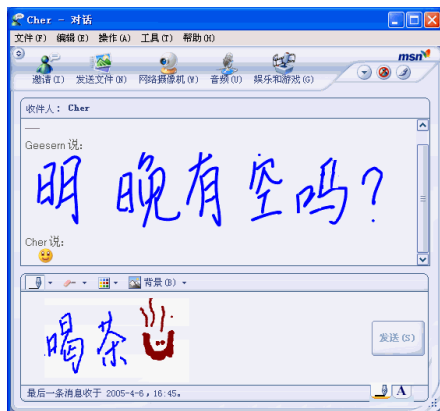 Cher - 对话
文件(F) 编辑(E) 操作(A) 工具(T) 帮助(H)
msn
邀请(I) 发送文件(N) 网络摄像机(W) 音频(U) 娱乐和游戏(G)
收件人: Cher
Geesern 说:
明晚有空吗?
Cher 说:
背景(B)
喝茶
发送(S)
最后一条消息收于 2005-4-6,16:45。
A